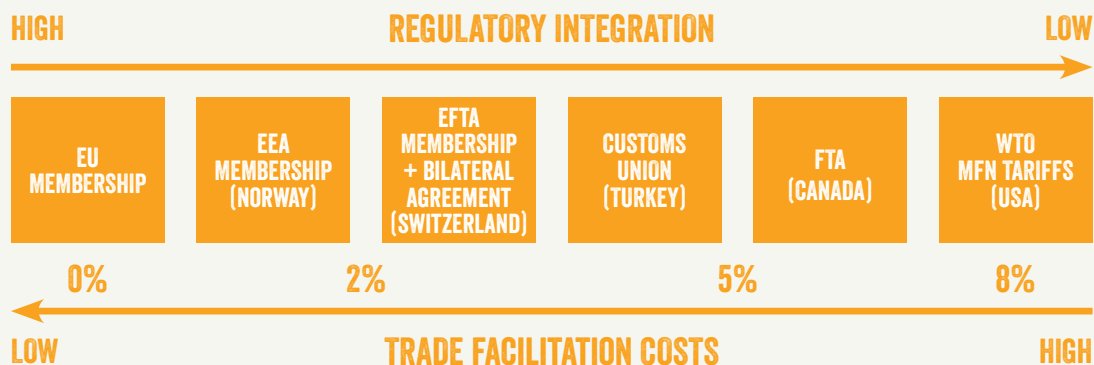 HIGH REGULATORY INTEGRATION LOW
EU
MEMBERSHIP
EEA
MEMBERSHIP
(NORWAY)
EFTA
MEMBERSHIP
+ BILATERAL
AGREEMENT
(SWITZERLAND)
CUSTOMS
UNION
(TURKEY)
FTA
(CANADA)
WTO
MFN TARIFFS
(USA)
0% 2% 5% 8%
LOW TRADE FACILITATION COSTS HIGH